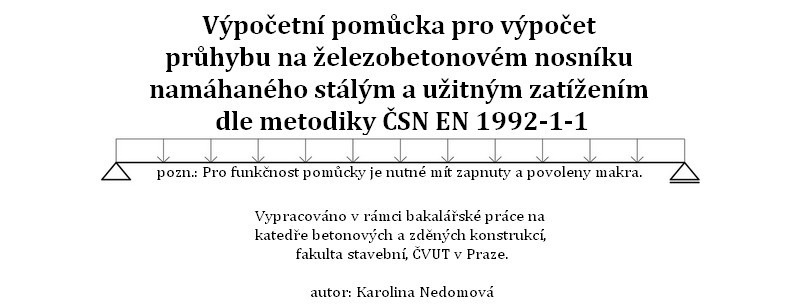 Výpočetní pomůcka pro výpočet
průhybu na železobetonovém nosníku
namáhaného stálým a užitným zatížením
dle metodiky ČSN EN 1992-1-1
pozn.: Pro funkčnost pomůcky je nutné mít zapnuty a povoleny makra.
Vypracováno v rámci bakalářské práce na
katedře betonových a zděných konstrukcí,
fakulta stavební, ČVUT v Praze.
autor: Karolina Nedomová